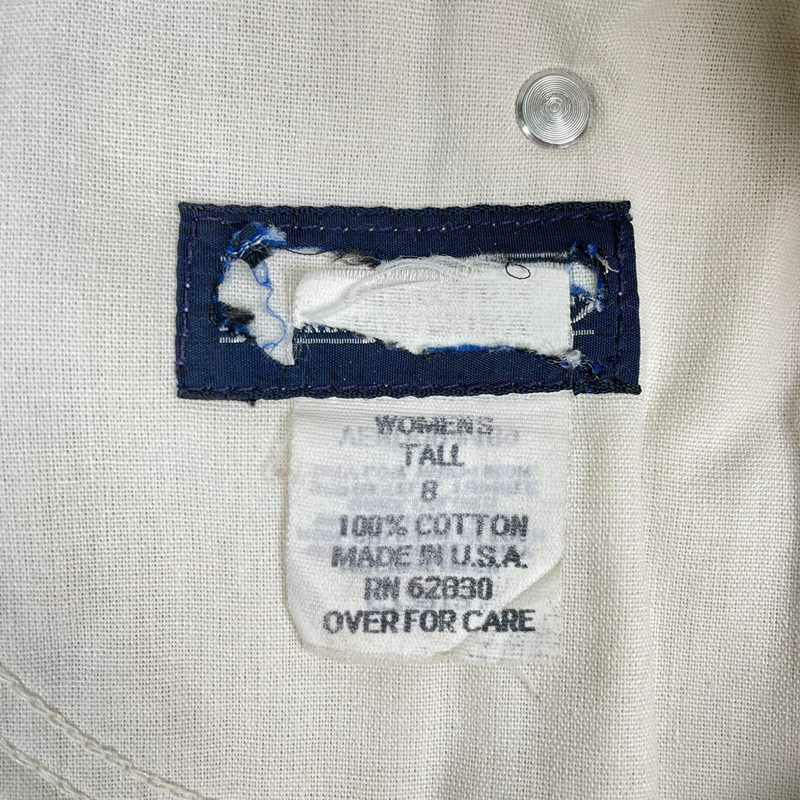 WOMENS
TALL
8
100% COTTON
MADE IN U.S.A.
RN 62830
OVER FOR CARE